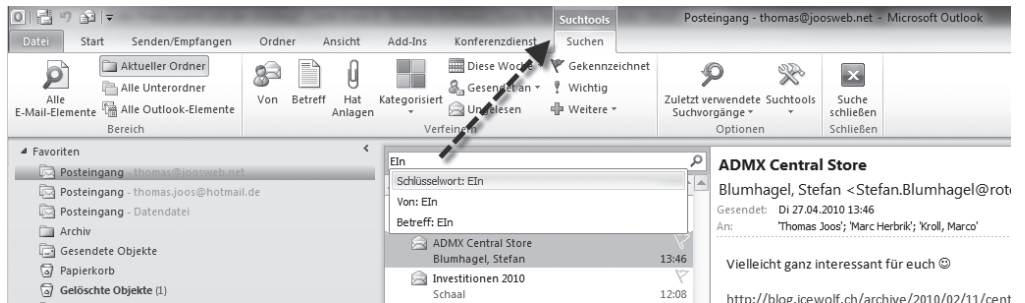 Suchtools
Posteingang - thomas@joosweb.net - Microsoft Outlook
Datei Start Senden/Empfangen Ordner Ansicht Add-Ins Konferenzdienst Suchen
Alle
E-Mail-Elemente
Aktueller Ordner
Alle Unterordner
Alle Outlook-Elemente
Bereich
Von
Betreff
Hat
Anlagen
Kategorisiert
Diese Woche
Gesendet an
Ungelesen
Gekennzeichnet
Wichtig
Weitere
Verfeinern
Zuletzt verwendete
Suchvorgänge
Suchtools
Optionen
Suche
schließen
Schließen
Favoriten
Posteingang - thomas@joosweb.net
Posteingang - thomas.joos@hotmail.de
Posteingang - Datendatei
Archiv
Gesendete Objekte
Papierkorb
Gelöschte Objekte (1)
EIn
Schlüsselwort: EIn
Von: EIn
Betreff: EIn
ADMX Central Store
Blumhagel, Stefan 13:46
Investitionen 2010
Schaal 12:08
ADMX Central Store
Blumhagel, Stefan <Stefan.Blumhagel@rot
Gesendet: Di 27.04.2010 13:46
An: 'Thomas Joos'; 'Marc Herbrik'; 'Kroll, Marco'
Vielleicht ganz interessant für euch ☺
http://blog.icewolf.ch/archive/2010/02/11/cent